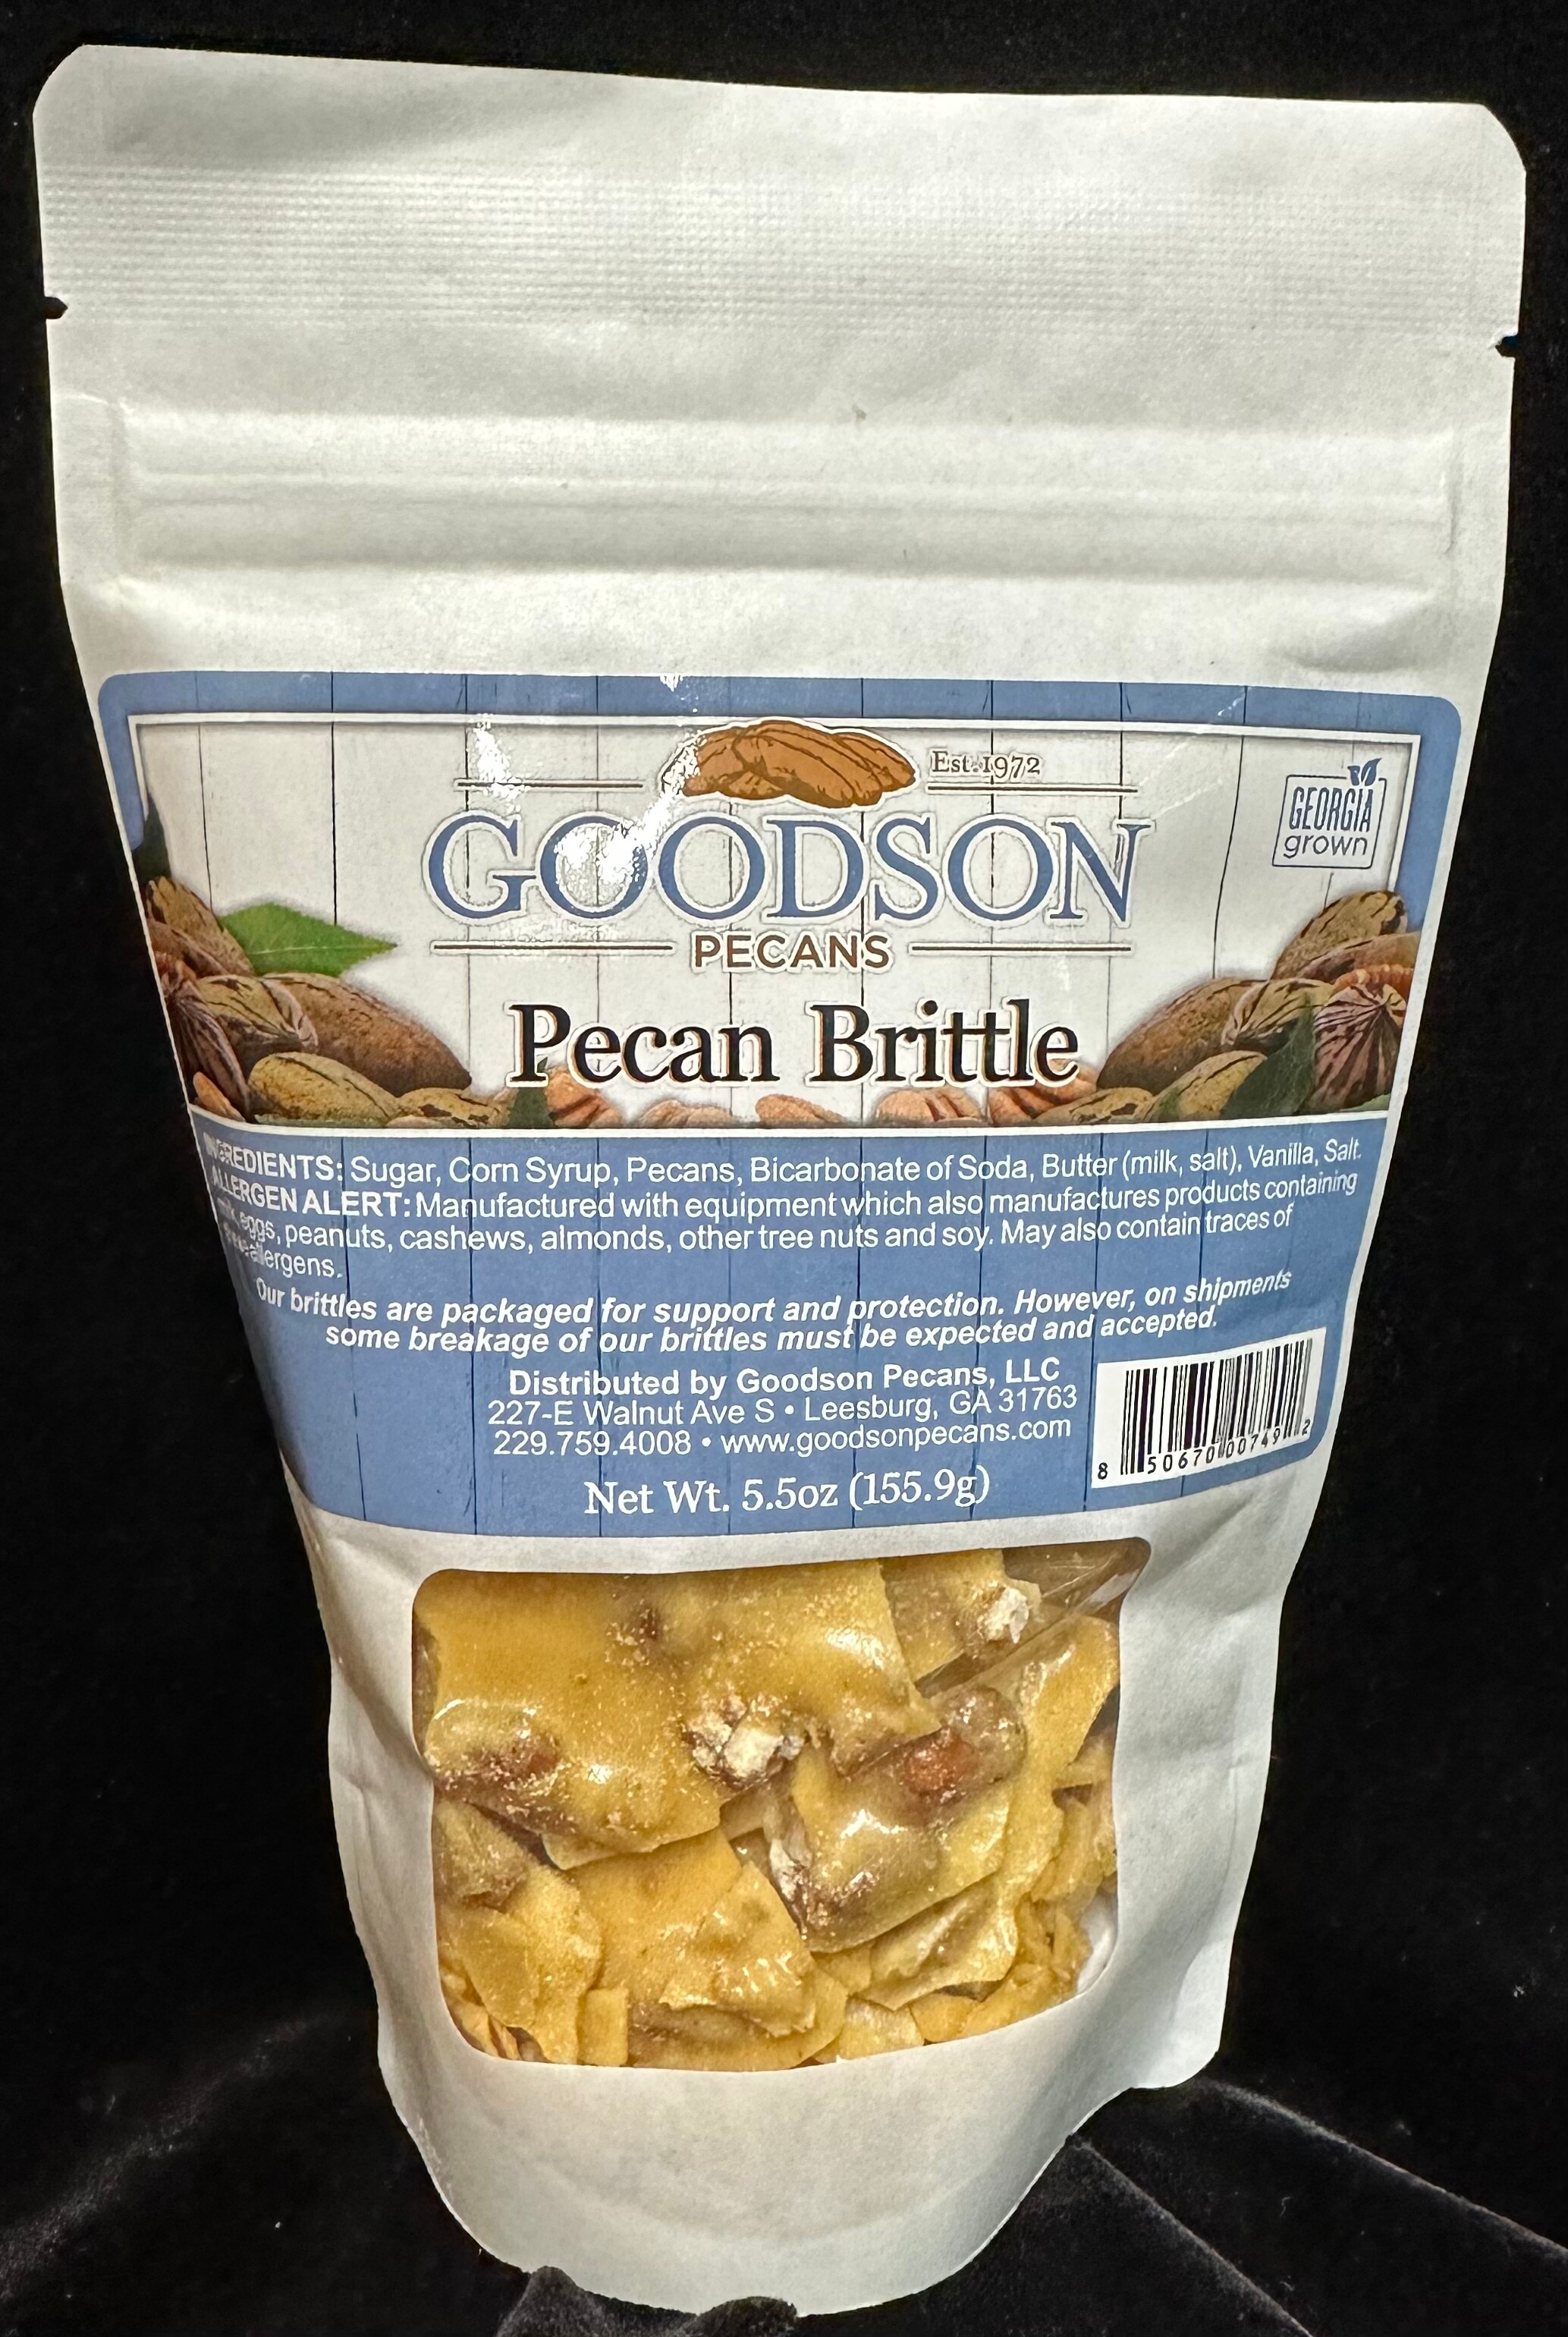 Est. 1972
GOODSON
PECANS
GEORGIA
grown
Pecan Brittle
INGREDIENTS: Sugar, Corn Syrup, Pecans, Bicarbonate of Soda, Butter (milk, salt), Vanilla, Salt.
ALLERGEN ALERT: Manufactured with equipment which also manufactures products containing
milk, eggs, peanuts, cashews, almonds, other tree nuts and soy. May also contain traces of
allergens.
Our brittles are packaged for support and protection. However, on shipments
some breakage of our brittles must be expected and accepted.
Distributed by Goodson Pecans, LLC
227-E Walnut Ave S • Leesburg, GA 31763
229.759.4008 • www.goodsonpecans.com
Net Wt. 5.5oz (155.9g)
8 50670 00749 2